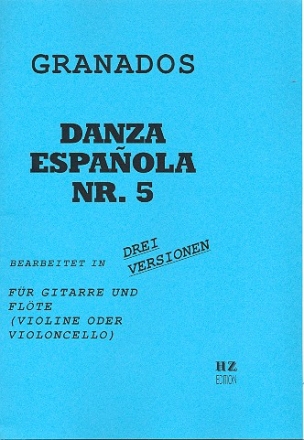 GRANADOS
DANZA
ESPAÑOLA
NR. 5
BEARBEITET IN
DREI
VERSIONEN
FÜR GITARRE UND
FLÖTE
(VIOLINE ODER
VIOLONCELLO)
HZ
EDITION